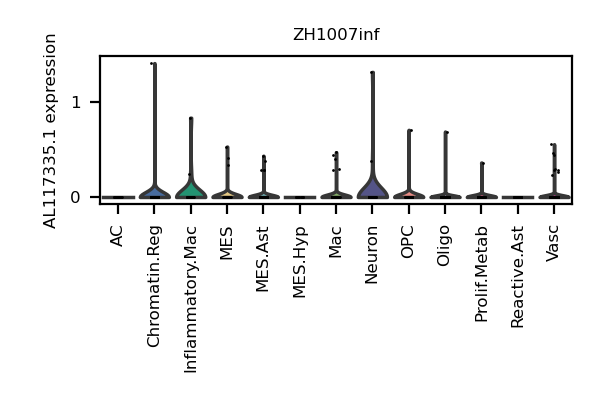 ZH1007inf
AL117335.1 expression
1
0
AC
Chromatin.Reg
Inflammatory.Mac
MES
MES.Ast
MES.Hyp
Mac
Neuron
OPC
Oligo
Prolif.Metab
Reactive.Ast
Vasc